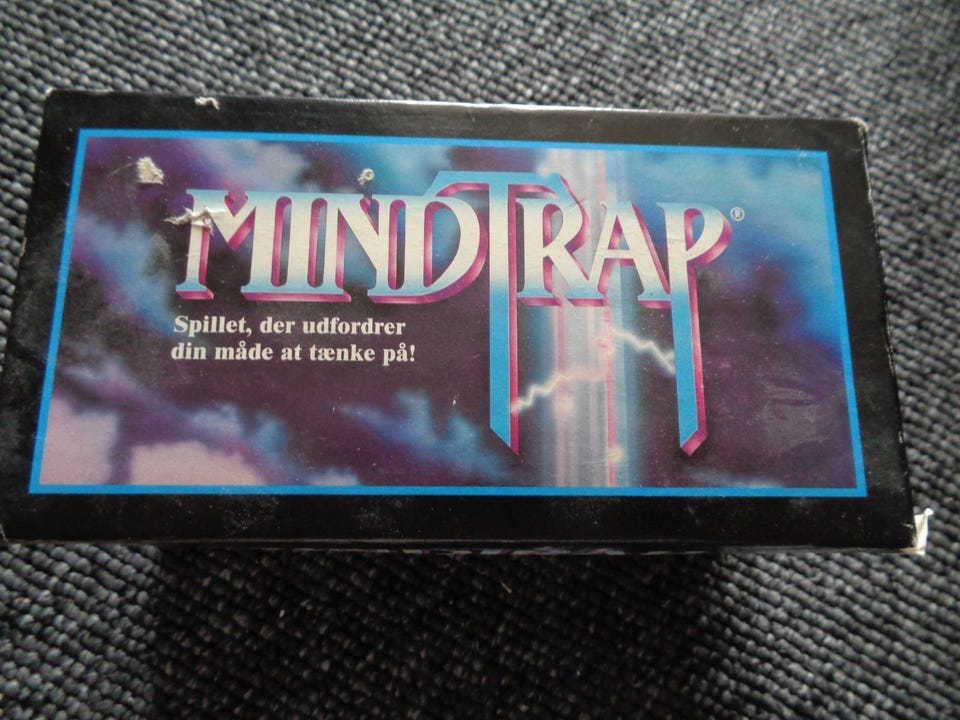 MINDTRAP®
Spillet, der udfordrer
din måde at tænke på!